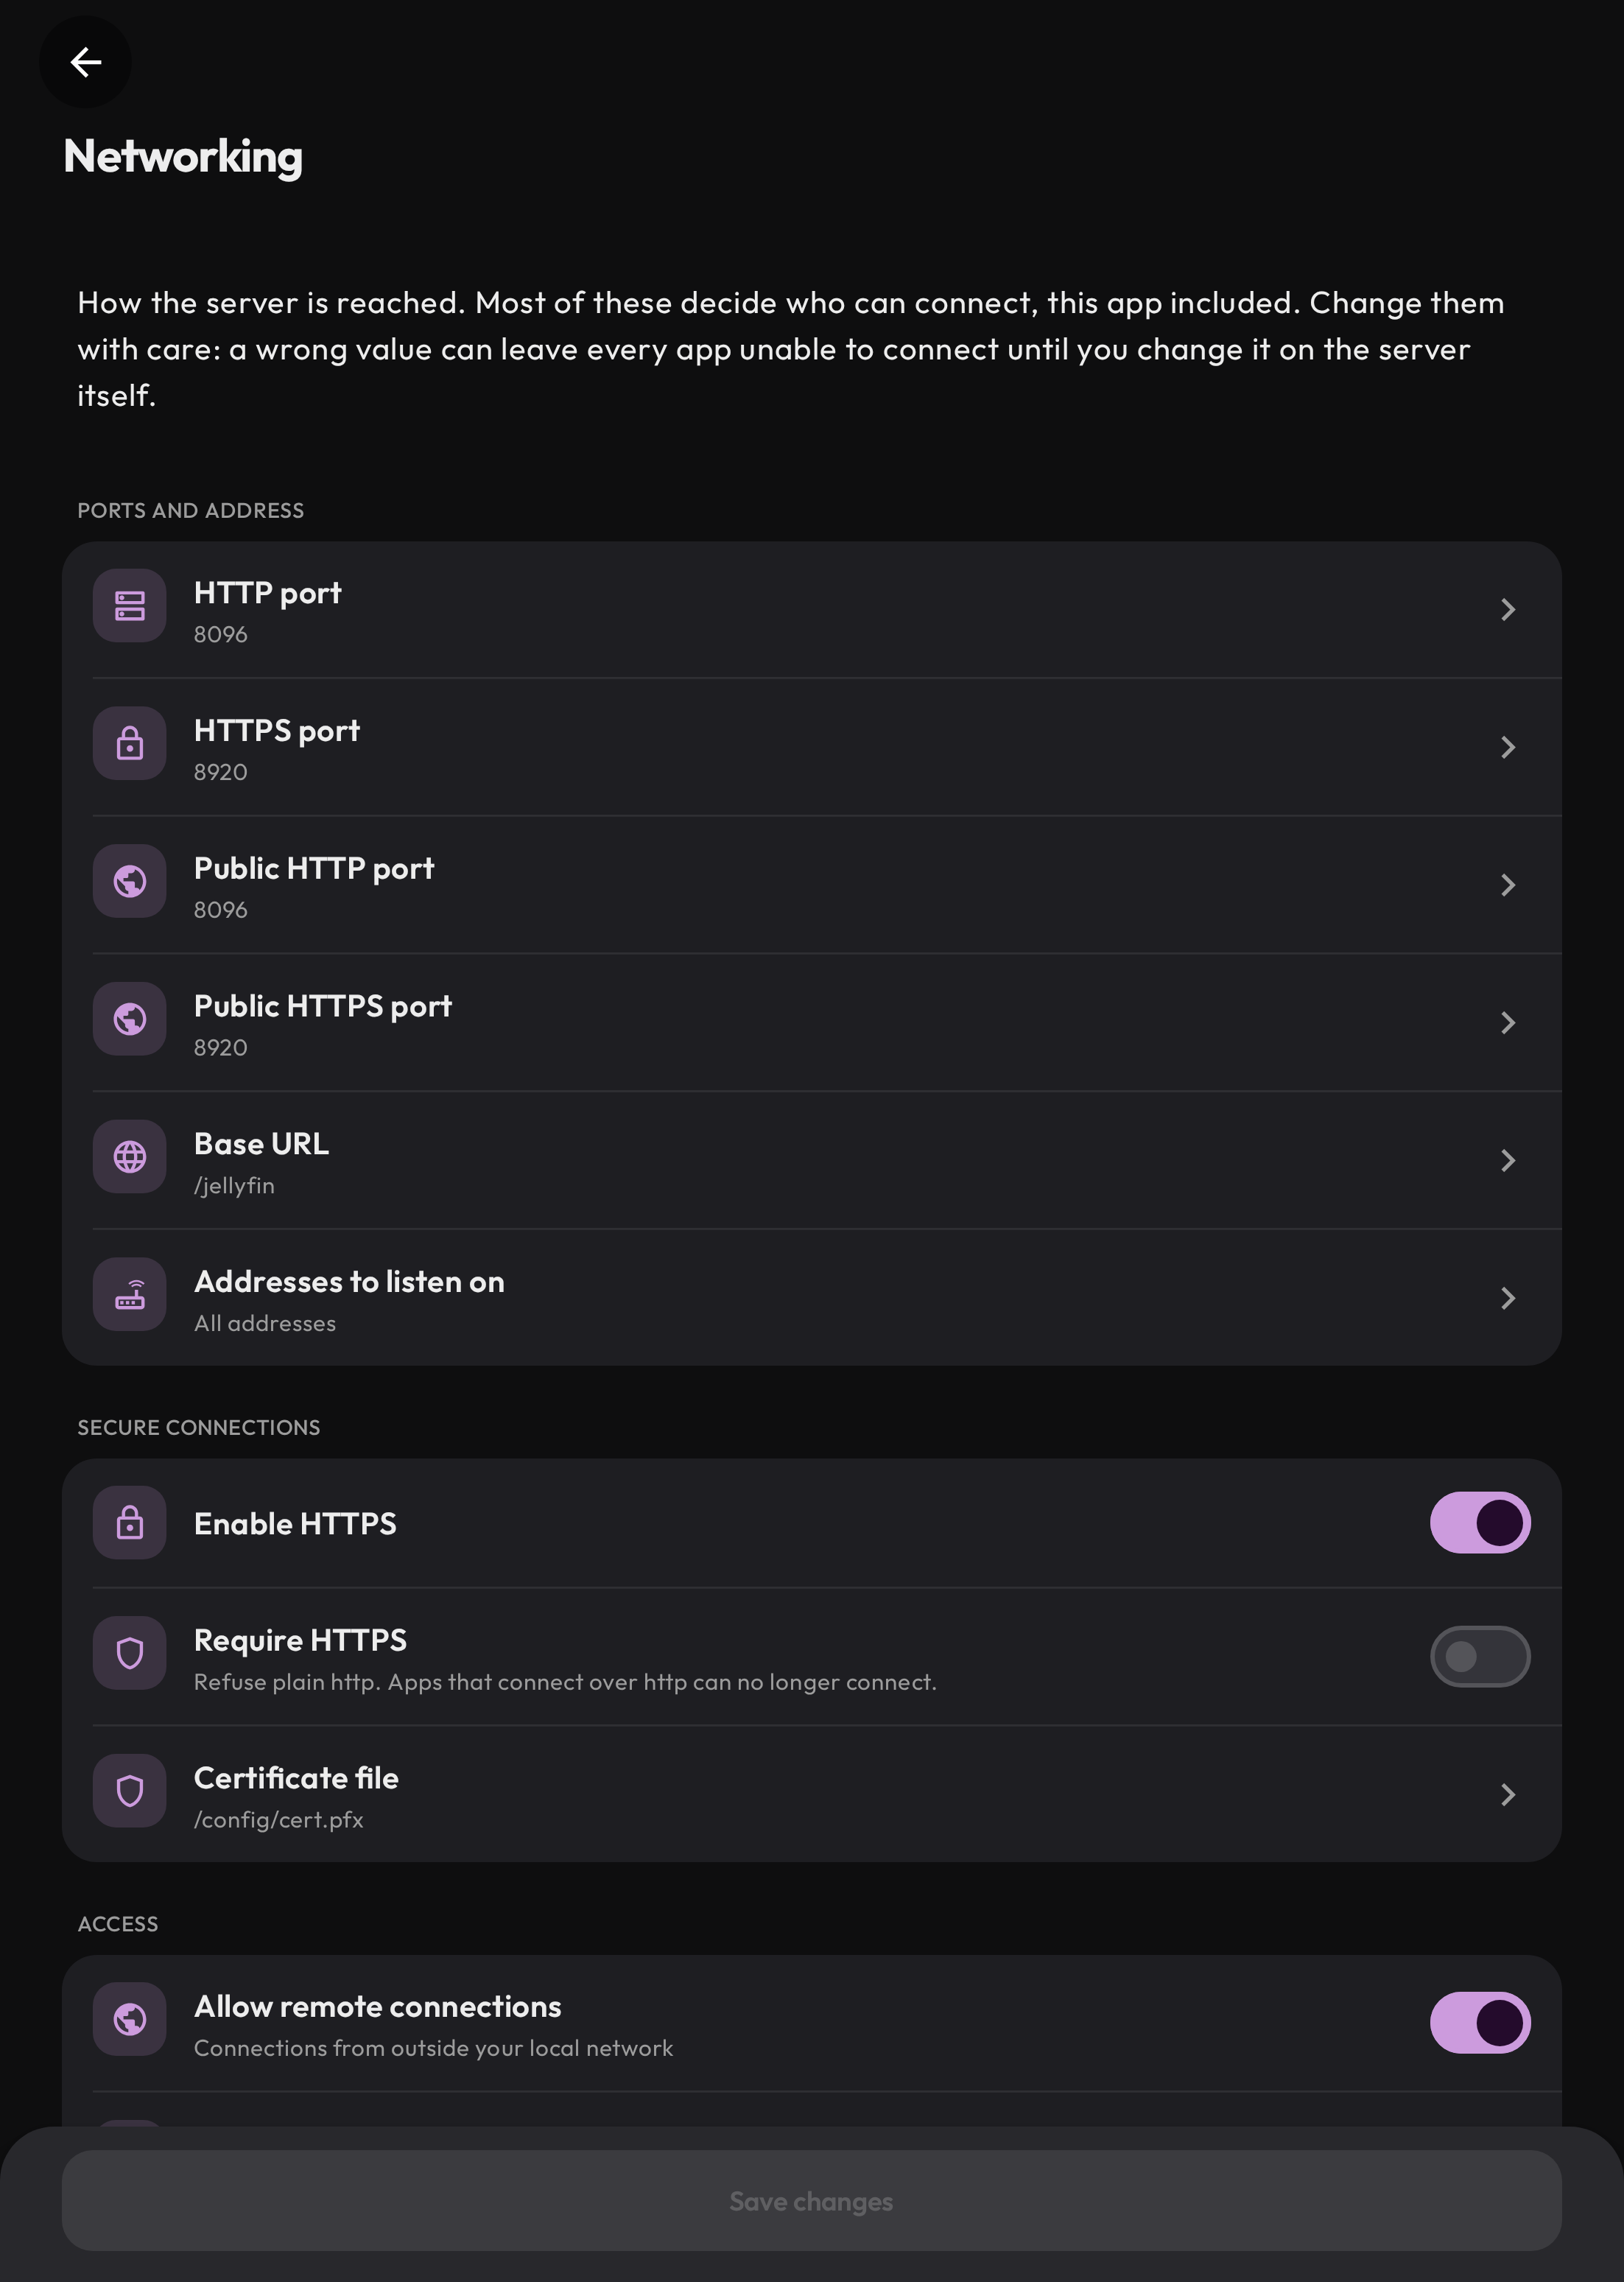 Networking
How the server is reached. Most of these decide who can connect, this app included. Change them
with care: a wrong value can leave every app unable to connect until you change it on the server
itself.
PORTS AND ADDRESS
HTTP port
8096
HTTPS port
8920
Public HTTP port
8096
Public HTTPS port
8920
Base URL
/jellyfin
Addresses to listen on
All addresses
SECURE CONNECTIONS
Enable HTTPS
Require HTTPS
Refuse plain http. Apps that connect over http can no longer connect.
Certificate file
/config/cert.pfx
ACCESS
Allow remote connections
Connections from outside your local network
Save changes